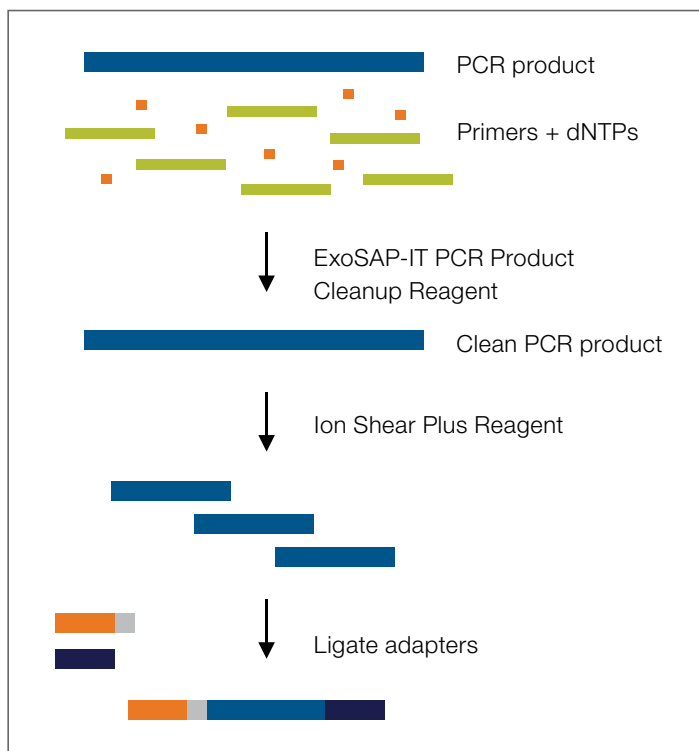 PCR product
Primers + dNTPs
ExoSAP-IT PCR Product
Cleanup Reagent
Clean PCR product
Ion Shear Plus Reagent
Ligate adapters